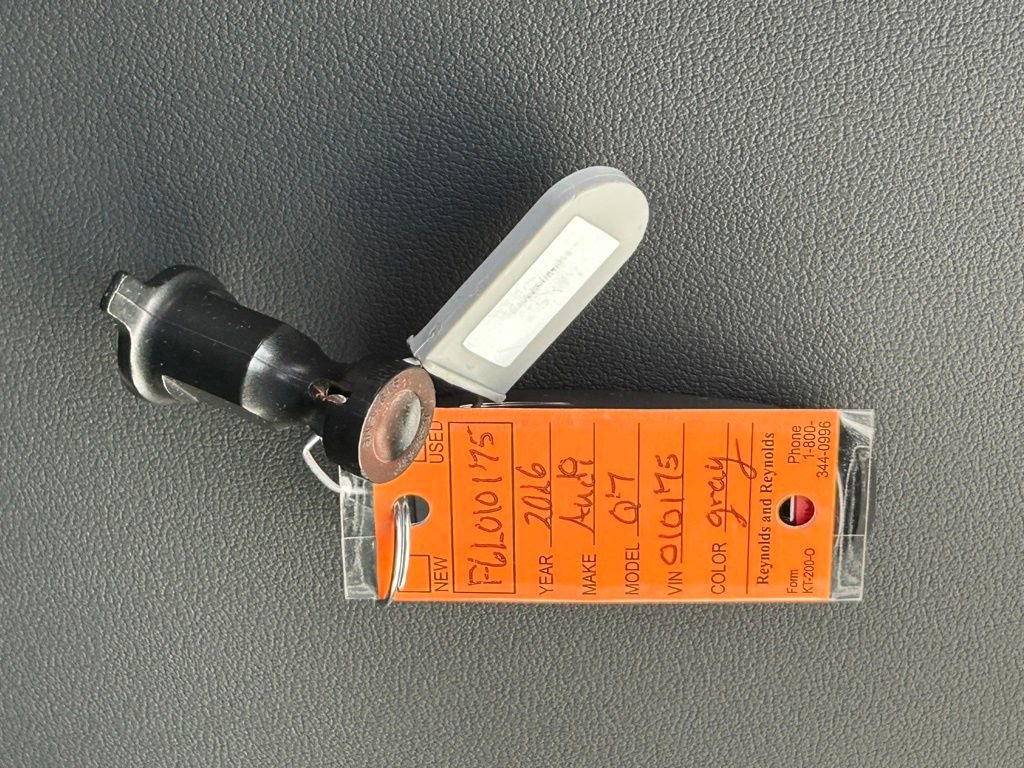 NEW USED
F6L010175
YEAR 2026
MAKE Audi
MODEL Q7
VIN 010175
COLOR gray
Reynolds and Reynolds
Form Phone
KT-200-O 1-800-
344-0996